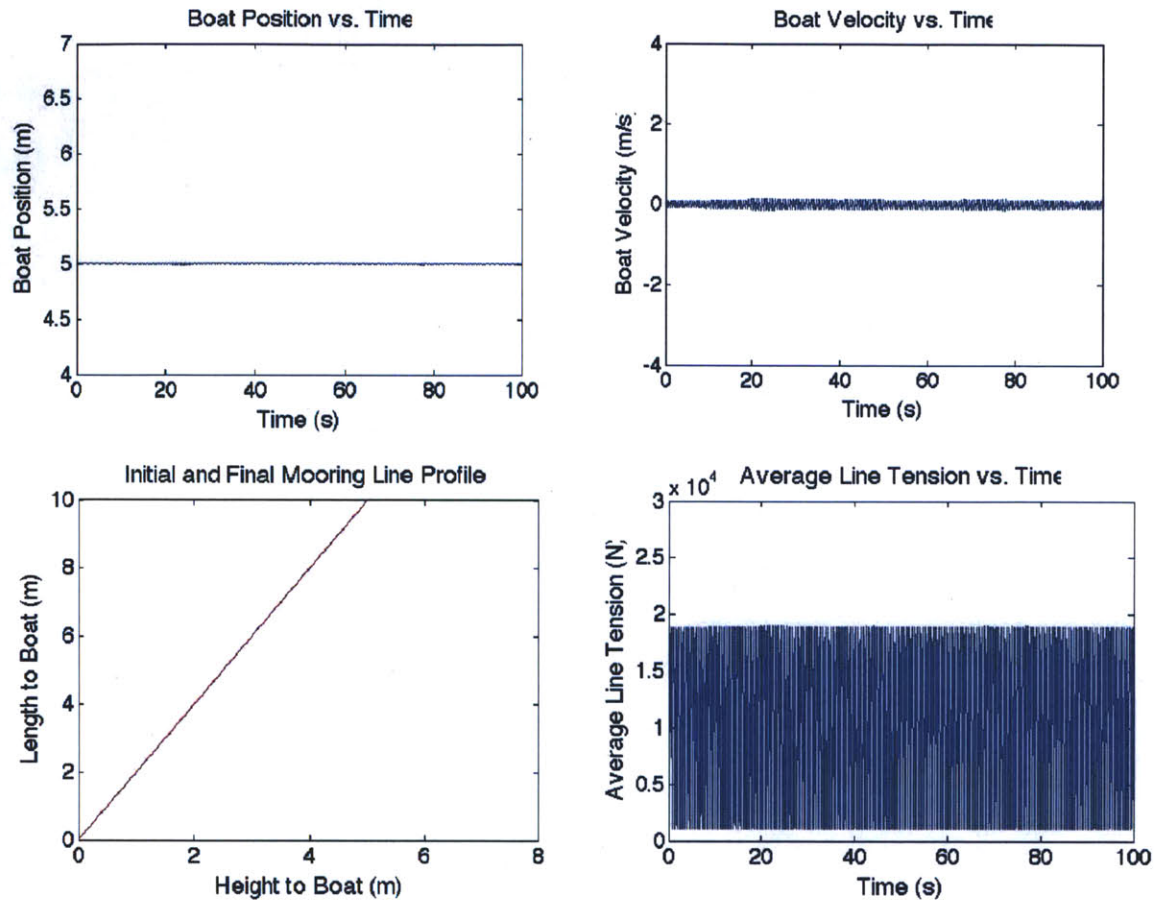 Boat Position vs. Time
7
6.5
6
5.5
5
4.5
4
Boat Position (m)
0 20 40 60 80 100
Time (s)
Boat Velocity vs. Time
4
2
0
-2
-4
Boat Velocity (m/s
0 20 40 60 80 100
Time (s)
Initial and Final Mooring Line Profile
10
8
6
4
2
0
Length to Boat (m)
0 2 4 6 8
Height to Boat (m)
Average Line Tension vs. Time
3 x 10⁴
2.5
2
1.5
1
0.5
0
Average Line Tension (N)
0 20 40 60 80 100
Time (s)